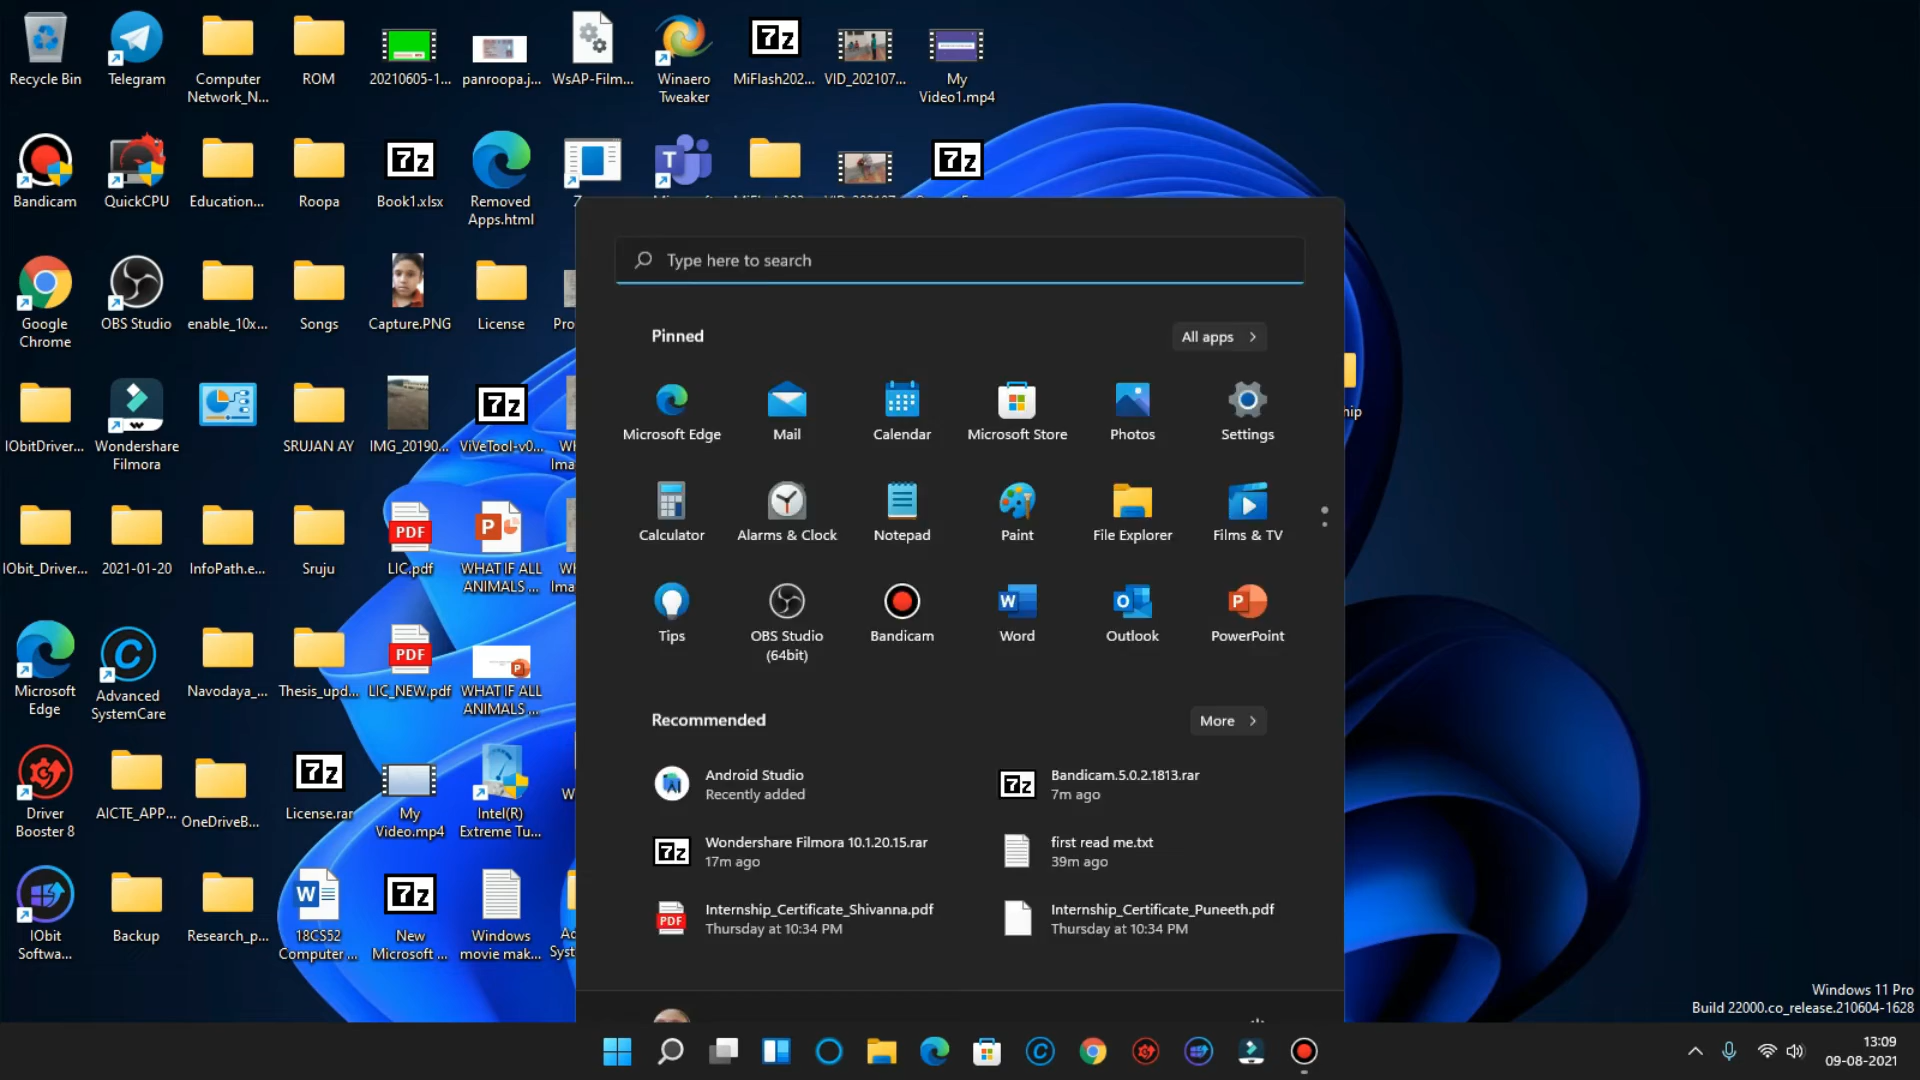 Recycle Bin
Telegram
Computer
Network_N...
ROM
20210605-1...
panroopa.j...
WsAP-Film...
Winaero
Tweaker
MiFlash202...
VID_202107...
My
Video1.mp4
Bandicam
QuickCPU
Education...
Roopa
Book1.xlsx
Removed
Apps.html
Google
Chrome
OBS Studio
enable_10x...
Songs
Capture.PNG
License
Pro
IObitDriver...
Wondershare
Filmora
SRUJAN AY
IMG_20190...
ViVeTool-v0...
Ima
IObit_Driver...
2021-01-20
InfoPath.e...
Sruju
LIC.pdf
WHAT IF ALL
ANIMALS ...
Ima
Microsoft
Edge
Advanced
SystemCare
Navodaya_...
Thesis_upd...
LIC_NEW.pdf
WHAT IF ALL
ANIMALS ...
Driver
Booster 8
AICTE_APP...
OneDriveB...
License.rar
My
Video.mp4
Intel(R)
Extreme Tu...
W
IObit
Softwa...
Backup
Research_p...
18CS52
Computer ...
New
Microsoft ...
Windows
movie mak...
Syst
hip
Type here to search
Pinned
All apps
Microsoft Edge
Mail
Calendar
Microsoft Store
Photos
Settings
Calculator
Alarms & Clock
Notepad
Paint
File Explorer
Films & TV
Tips
OBS Studio
(64bit)
Bandicam
Word
Outlook
PowerPoint
Recommended
More
Android Studio
Recently added
Bandicam.5.0.2.1813.rar
7m ago
Wondershare Filmora 10.1.20.15.rar
17m ago
first read me.txt
39m ago
Internship_Certificate_Shivanna.pdf
Thursday at 10:34 PM
Internship_Certificate_Puneeth.pdf
Thursday at 10:34 PM
Windows 11 Pro
Build 22000.co_release.210604-1628
13:09
09-08-2021